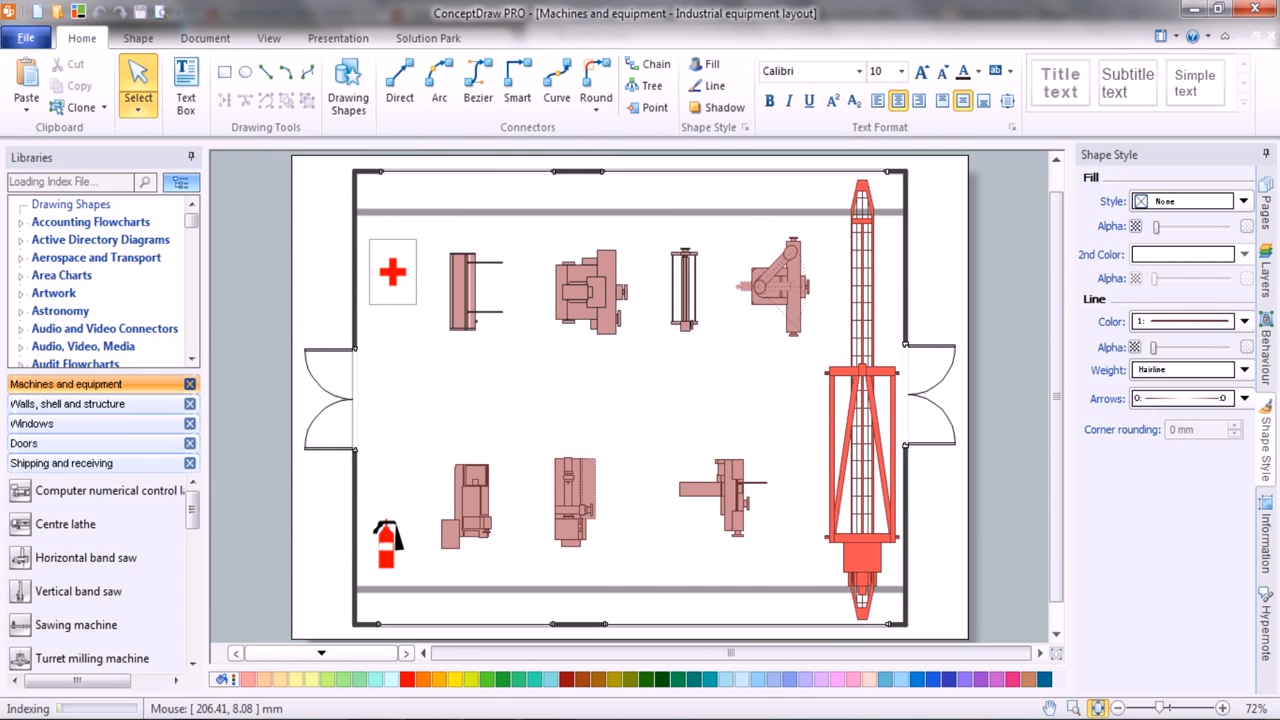 ConceptDraw PRO - [Machines and equipment - Industrial equipment layout]
File Home Shape Document View Presentation Solution Park
Paste Cut Copy Clone Select Text Box Drawing Shapes Direct Arc Bezier Smart Curve Round Chain Tree Point Fill Line Shadow Calibri 10 Title text Subtitle text Simple text
Clipboard Drawing Tools Connectors Shape Style Text Format
Libraries
Loading Index File...
Drawing Shapes
Accounting Flowcharts
Active Directory Diagrams
Aerospace and Transport
Area Charts
Artwork
Astronomy
Audio and Video Connectors
Audio, Video, Media
Audit Flowcharts
Machines and equipment
Walls, shell and structure
Windows
Doors
Shipping and receiving
Computer numerical control la
Centre lathe
Horizontal band saw
Vertical band saw
Sawing machine
Turret milling machine
Shape Style
Fill
Style: None
Alpha:
2nd Color:
Alpha:
Line
Color: 1:
Alpha:
Weight: Hairline
Arrows: 0: :0
Corner rounding: 0 mm
Pages
Layers
Behaviour
Shape Style
Information
Hypernote
Indexing Mouse: [ 206.41, 8.08 ] mm 72%